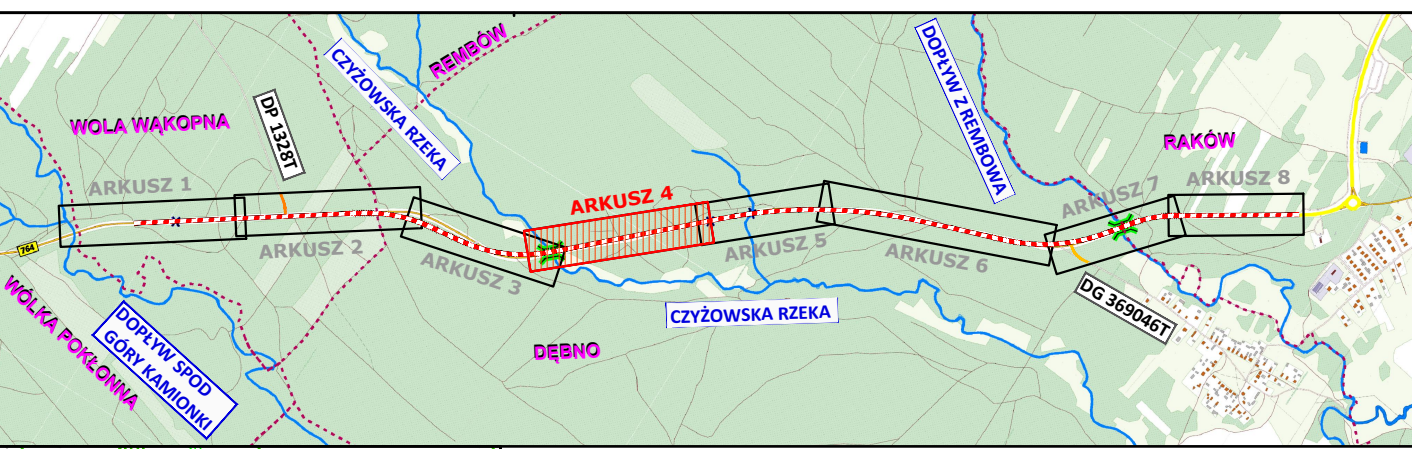 REMBÓW
CZYŻOWSKA RZEKA
DOPŁYW Z REMBOWA
WOLA WĄKOPNA
DP 1328T
RAKÓW
ARKUSZ 1
ARKUSZ 2
ARKUSZ 3
ARKUSZ 4
ARKUSZ 5
ARKUSZ 6
ARKUSZ 7
ARKUSZ 8
764
WÓLKA POKŁONNA
DOPŁYW SPOD
GÓRY KAMIONKI
CZYŻOWSKA RZEKA
DĘBNO
DG 369046T